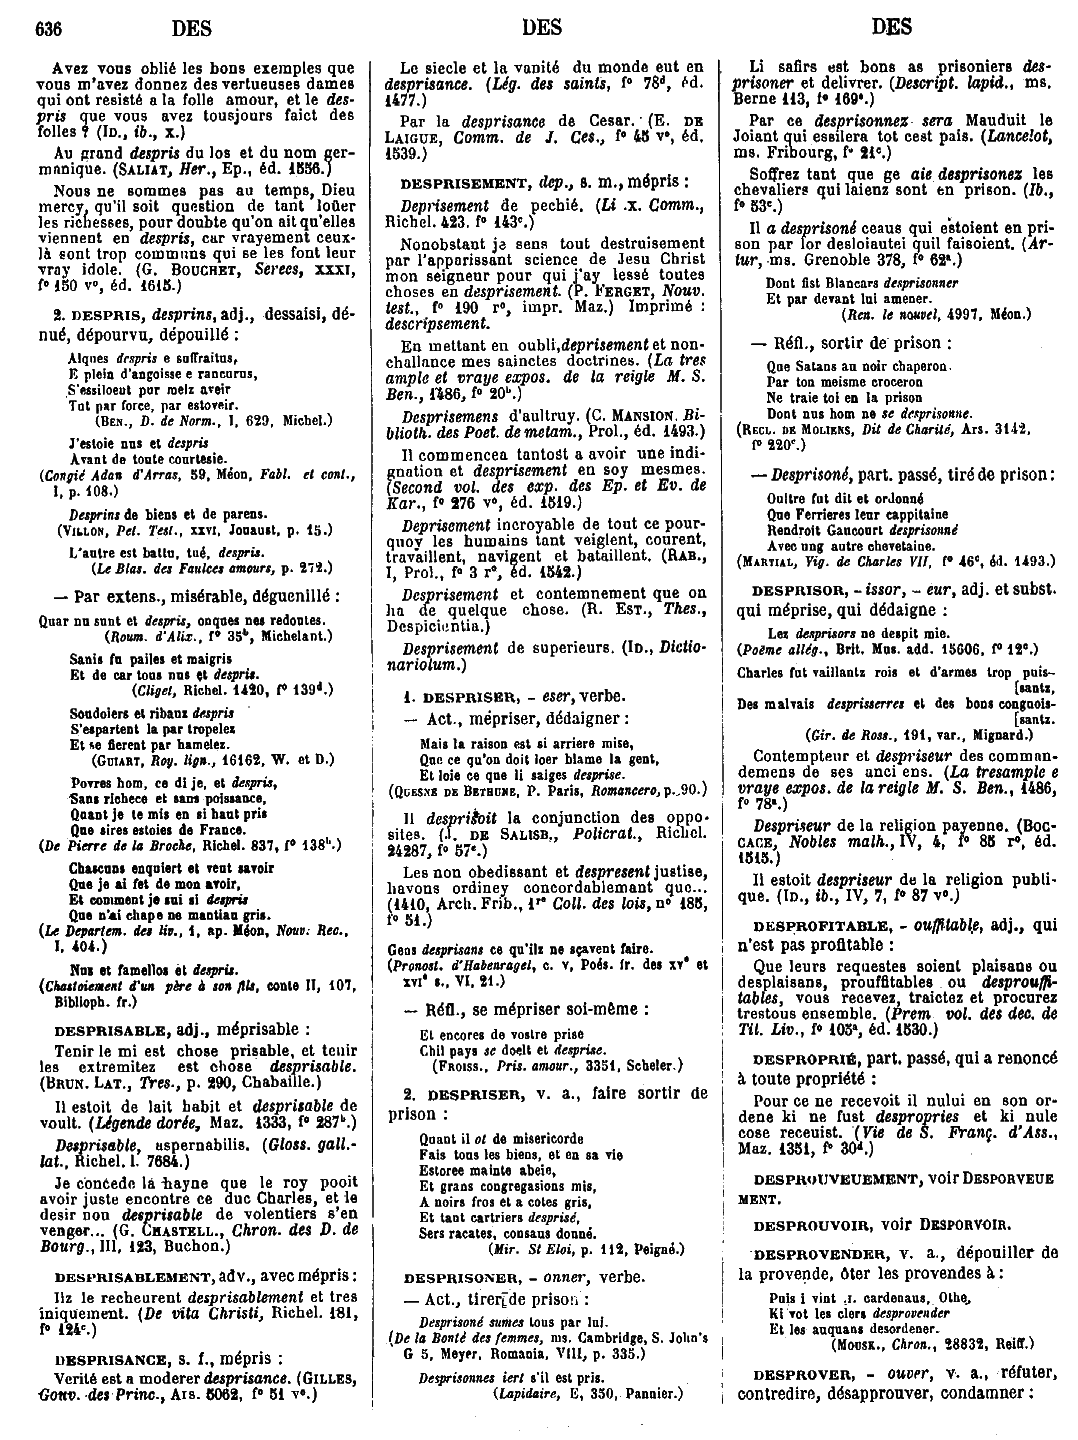 636 DES DES DES
Avez vous oblié les bons exemples que
vous m'avez donnez des vertueuses dames
qui ont resisté a la folle amour, et le des-
pris que vous avez tousjours faict des
folles ? (ID., ib., x.)
Au grand despris du los et du nom ger-
manique. (SALIAT, Her., Ep., éd. 1556.)
Nous ne sommes pas au temps, Dieu
mercy, qu'il soit question de tant loüer
les richesses, pour doubte qu'on ait qu'elles
viennent en despris, car vrayement ceux-
là sont trop communs qui se les font leur
vray idole. (G. BOUCHET, Serees, XXXI,
f° 150 v°, éd. 1615.)
2. DESPRIS, desprins, adj., dessaisi, dé-
nué, dépourvu, dépouillé :
Alques despris e suffraitus,
E plein d'angoisse e rancurus,
S'essiloent pur melz aveir
Tut par force, par estoveir.
(BEN., D. de Norm., I, 629, Michel.)
J'estoie nus et despris
Avant de toute courtesie.
(Congié Adan d'Arras, 59, Méon, Fabl. et cont.,
I, p. 108.)
Desprins de biens et de parens.
(VILLON, Pet. Test., XXVI, Jouaust, p. 15.)
L'autre est battu, tué, despris.
(Le Blas. des Faulces amours, p. 272.)
— Par extens., misérable, déguenillé :
Quar nu sunt et despris, onques nes redoutes.
(Roum. d'Alix., f° 35ᵇ, Michelant.)
Sanis fu pailes et maigris
Et de car tous nus et despris.
(Cliget, Richel. 1420, f° 139ᵈ.)
Soudoiers et ribauz despris
S'espartent la par tropelez
Et se fierent par hamelez.
(GUIART, Roy. lign., 16162, W. et D.)
Povres hom, ce di je, et despris,
Sans richece et sans poissance,
Quant je te mis en si haut pris
Que sires estoies de France.
(De Pierre de la Broche, Richel. 837, f° 138ᵇ.)
Chascuns enquiert et veut savoir
Que je ai fet de mon avoir,
Et comment je sui si despris
Que n'ai chape ne mantiau gris.
(Le Departem. des liv., 1, ap. Méon, Nouv. Rec.,
I, 404.)
Nus et famellos et despris.
(Chastoiement d'un père à son fils, conte II, 107,
Biblioph. fr.)
DESPRISABLE, adj., méprisable :
Tenir le mi est chose prisable, et tenir
les extremitez est chose desprisable.
(BRUN. LAT., Tres., p. 290, Chabaille.)
Il estoit de lait habit et desprisable de
voult. (Légende dorée, Maz. 1333, f° 287ᵇ.)
Desprisable, aspernabilis. (Gloss. gall.-
lat., Richel. l. 7684.)
Je concede la hayne que le roy pooit
avoir juste encontre ce duc Charles, et le
desir non desprisable de volentiers s'en
venger... (G. CHASTELL., Chron. des D. de
Bourg., III, 123, Buchon.)
DESPRISABLEMENT, adv., avec mépris :
Ilz le recheurent desprisablement et tres
iniquement. (De vita Christi, Richel. 181,
f° 124ᶜ.)
DESPRISANCE, s. f., mépris :
Verité est a moderer desprisance. (GILLES,
Gouv. des Princ., Ars. 5062, f° 51 v°.)
Le siecle et la vanité du monde eut en
desprisance. (Lég. des saints, f° 78ᵈ, éd.
1477.)
Par la desprisance de Cesar. (E. DE
LAIGUE, Comm. de J. Ces., f° 45 v°, éd.
1539.)
DESPRISEMENT, dep., s. m., mépris :
Deprisement de pechié. (Li .x. Comm.,
Richel. 423, f° 143ᶜ.)
Nonobstant je sens tout destruisement
par l'apparissant science de Jesu Christ
mon seigneur pour qui j'ay lessé toutes
choses en desprisement. (P. FERGET, Nouv.
test., f° 190 r°, impr. Maz.) Imprimé :
descripsement.
En mettant en oubli, deprisement et non-
challance mes sainctes doctrines. (La tres
ample et vraye expos. de la reigle M. S.
Ben., 1486, f° 20ᵇ.)
Desprisemens d'aultruy. (C. MANSION, Bi-
blioth. des Poet. de metam., Prol., éd. 1493.)
Il commencea tantost a avoir une indi-
gnation et desprisement en soy mesmes.
(Second vol. des exp. des Ep. et Ev. de
Kar., f° 276 v°, éd. 1519.)
Deprisement incroyable de tout ce pour-
quoy les humains tant veiglent, courent,
travaillent, navigent et bataillent. (RAB.,
I, Prol., f° 3 r°, éd. 1542.)
Desprisement et contemnement que on
ha de quelque chose. (R. EST., Thes.,
Despicientia.)
Desprisement de superieurs. (ID., Dictio-
nariolum.)
1. DESPRISER, - eser, verbe.
— Act., mépriser, dédaigner :
Mais la raison est si arriere mise,
Que ce qu'on doit loer blame la gent,
Et loie ce que li saiges desprise.
(QUESNE DE BETHUNE, P. Paris, Romancero, p. 90.)
Il desprisoit la conjunction des oppo-
sites. (J. DE SALISB., Policrat., Richel.
24287, f° 57ᶜ.)
Les non obedissant et despresent justise,
havons ordiney concordablemant que...
(1410, Arch. Frib., 1ʳᵉ Coll. des lois, n° 185,
f° 51.)
Gens desprisans ce qu'ilz ne sçavent faire.
(Pronost. d'Habenragel, c. V, Poés. fr. des XVᵉ et
XVIᵉ s., VI, 21.)
— Réfl., se mépriser soi-même :
Et encores de vostre prise
Chil pays se doelt et desprise.
(FROISS., Pris. amour., 3351, Scheler.)
2. DESPRISER, v. a., faire sortir de
prison :
Quant il ot de misericorde
Fais tous les biens, et en sa vie
Estoree mainte abeie,
Et grans congregasions mis,
A noirs fros et a cotes gris,
Et tant cartriers desprisé,
Sers racates, consaus donné.
(Mir. St Eloi, p. 112, Peigné.)
DESPRISONER, - onner, verbe.
— Act., tirer de prison :
Desprisoné sumes tous par lui.
(De la Bonté des femmes, ms. Cambridge, S. John's
G 5, Meyer, Romania, VIII, p. 335.)
Desprisonnes iert s'il est pris.
(Lapidaire, E, 350, Pannier.)
Li safirs est bons as prisoniers des-
prisoner et delivrer. (Descript. lapid., ms.
Berne 113, f° 169ᵃ.)
Par ce desprisonnez sera Mauduit le
Joiant qui essilera tot cest pais. (Lancelot,
ms. Fribourg, f° 21ᶜ.)
Soffrez tant que ge aie desprisonez les
chevaliers qui laienz sont en prison. (Ib.,
f° 53ᶜ.)
Il a desprisoné ceaus qui estoient en pri-
son par lor desloiautei quil faisoient. (Ar-
tur, ms. Grenoble 378, f° 62ᵃ.)
Dont fist Blancars desprisonner
Et par devant lui amener.
(Ren. le nouvel, 4997, Méon.)
— Réfl., sortir de prison :
Que Satans au noir chaperon
Par ton meisme croceron
Ne traie toi en la prison
Dont nus hom ne se desprisonne.
(RECL. DE MOLIENS, Dit de Charité, Ars. 3142,
f° 220ᶜ.)
— Desprisoné, part. passé, tiré de prison :
Oultre fut dit et ordonné
Que Ferrieres leur cappitaine
Rendroit Gaucourt desprisonné
Avec ung autre chevetaine.
(MARTIAL, Vig. de Charles VII, f° 46ᶜ, éd. 1493.)
DESPRISOR, - issor, - eur, adj. et subst.
qui méprise, qui dédaigne :
Lez desprisors ne despit mie.
(Poème allég., Brit. Mus. add. 15606, f° 12ᶜ.)
Charles fut vaillantz rois et d'armes trop puis-
[santz,
Des malvais despriserres et des bons congnois-
[santz.
(Gir. de Ross., 191, var., Mignard.)
Contempteur et despriseur des comman-
demens de ses anci ens. (La tresample e
vraye expos. de la reigle M. S. Ben., 1486,
f° 78ᵃ.)
Despriseur de la religion payenne. (BOC-
CACE, Nobles malh., IV, 4, f° 85 r°, éd.
1515.)
Il estoit despriseur de la religion publi-
que. (ID., ib., IV, 7, f° 87 v°.)
DESPROFITABLE, - ouffitable, adj., qui
n'est pas profitable :
Que leurs requestes soient plaisans ou
desplaisans, prouffitables ou desprouffi-
tables, vous recevez, traictez et procurez
trestous ensemble. (Prem vol. des dec. de
Tit. Liv., f° 105ᵃ, éd. 1530.)
DESPROPRIÉ, part. passé, qui a renoncé
à toute propriété :
Pour ce ne recevoit il nului en son or-
dene ki ne fust despropries et ki nule
cose receuist. (Vie de S. Franç. d'Ass.,
Maz. 1351, f° 30ᵈ.)
DESPROUVEUEMENT, voir DESPORVEUE
MENT.
DESPROUVOIR, voir DESPORVOIR.
DESPROVENDER, v. a., dépouiller de
la provende, ôter les provendes à :
Puis i vint .I. cardenaus, Othe,
Ki vot les clers desprovender
Et les auquans desordener.
(MOUSK., Chron., 28832, Reiff.)
DESPROVER, - ouver, v. a., réfuter,
contredire, désapprouver, condamner :